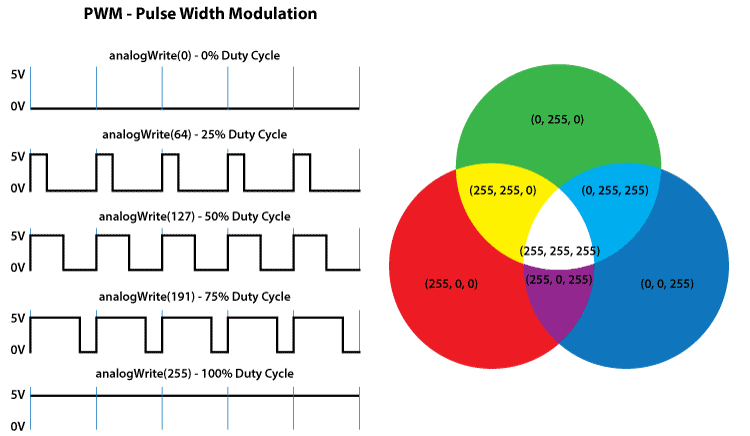 PWM - Pulse Width Modulation
analogWrite(0) - 0% Duty Cycle
5V
0V
analogWrite(64) - 25% Duty Cycle
5V
0V
analogWrite(127) - 50% Duty Cycle
5V
0V
analogWrite(191) - 75% Duty Cycle
5V
0V
analogWrite(255) - 100% Duty Cycle
5V
0V
(0, 255, 0)
(255, 255, 0)
(0, 255, 255)
(255, 255, 255)
(255, 0, 0)
(255, 0, 255)
(0, 0, 255)